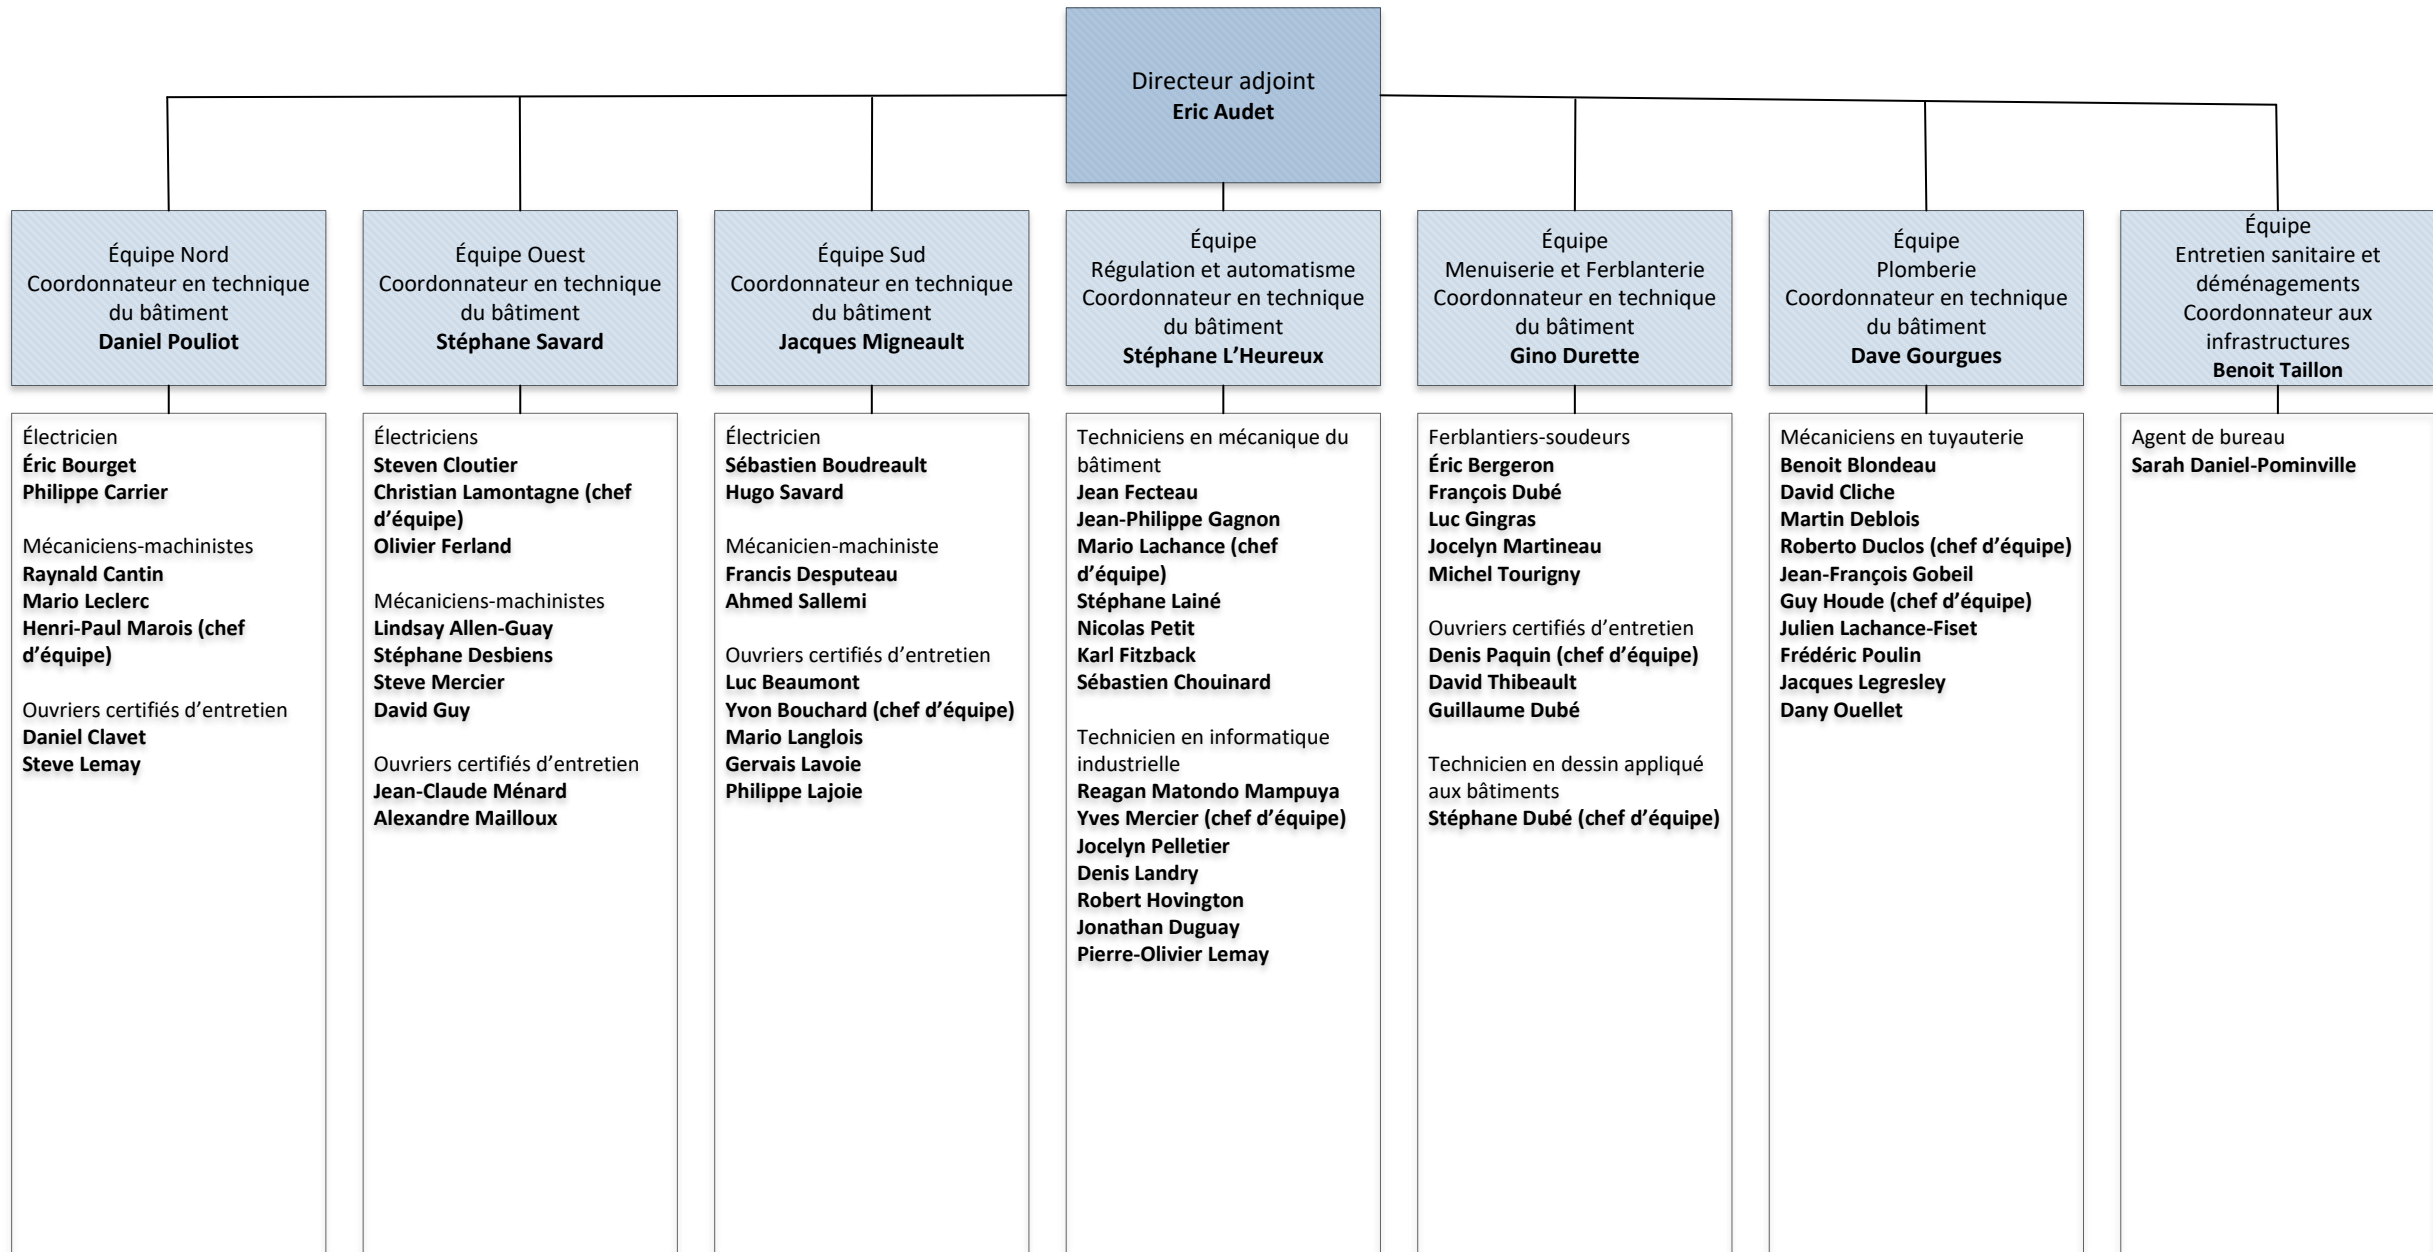 Directeur adjoint
Eric Audet
Équipe Nord
Coordonnateur en technique
du bâtiment
Daniel Pouliot
Équipe Ouest
Coordonnateur en technique
du bâtiment
Stéphane Savard
Équipe Sud
Coordonnateur en technique
du bâtiment
Jacques Migneault
Équipe
Régulation et automatisme
Coordonnateur en technique
du bâtiment
Stéphane L’Heureux
Équipe
Menuiserie et Ferblanterie
Coordonnateur en technique
du bâtiment
Gino Durette
Équipe
Plomberie
Coordonnateur en technique
du bâtiment
Dave Gourgues
Équipe
Entretien sanitaire et
déménagements
Coordonnateur aux
infrastructures
Benoit Taillon
Électricien
Éric Bourget
Philippe Carrier
Mécaniciens-machinistes
Raynald Cantin
Mario Leclerc
Henri-Paul Marois (chef
d’équipe)
Ouvriers certifiés d’entretien
Daniel Clavet
Steve Lemay
Électriciens
Steven Cloutier
Christian Lamontagne (chef
d’équipe)
Olivier Ferland
Mécaniciens-machinistes
Lindsay Allen-Guay
Stéphane Desbiens
Steve Mercier
David Guy
Ouvriers certifiés d’entretien
Jean-Claude Ménard
Alexandre Mailloux
Électricien
Sébastien Boudreault
Hugo Savard
Mécanicien-machiniste
Francis Desputeau
Ahmed Sallemi
Ouvriers certifiés d’entretien
Luc Beaumont
Yvon Bouchard (chef d’équipe)
Mario Langlois
Gervais Lavoie
Philippe Lajoie
Techniciens en mécanique du
bâtiment
Jean Fecteau
Jean-Philippe Gagnon
Mario Lachance (chef
d’équipe)
Stéphane Lainé
Nicolas Petit
Karl Fitzback
Sébastien Chouinard
Technicien en informatique
industrielle
Reagan Matondo Mampuya
Yves Mercier (chef d’équipe)
Jocelyn Pelletier
Denis Landry
Robert Hovington
Jonathan Duguay
Pierre-Olivier Lemay
Ferblantiers-soudeurs
Éric Bergeron
François Dubé
Luc Gingras
Jocelyn Martineau
Michel Tourigny
Ouvriers certifiés d’entretien
Denis Paquin (chef d’équipe)
David Thibeault
Guillaume Dubé
Technicien en dessin appliqué
aux bâtiments
Stéphane Dubé (chef d’équipe)
Mécaniciens en tuyauterie
Benoit Blondeau
David Cliche
Martin Deblois
Roberto Duclos (chef d’équipe)
Jean-François Gobeil
Guy Houde (chef d’équipe)
Julien Lachance-Fiset
Frédéric Poulin
Jacques Legresley
Dany Ouellet
Agent de bureau
Sarah Daniel-Pominville